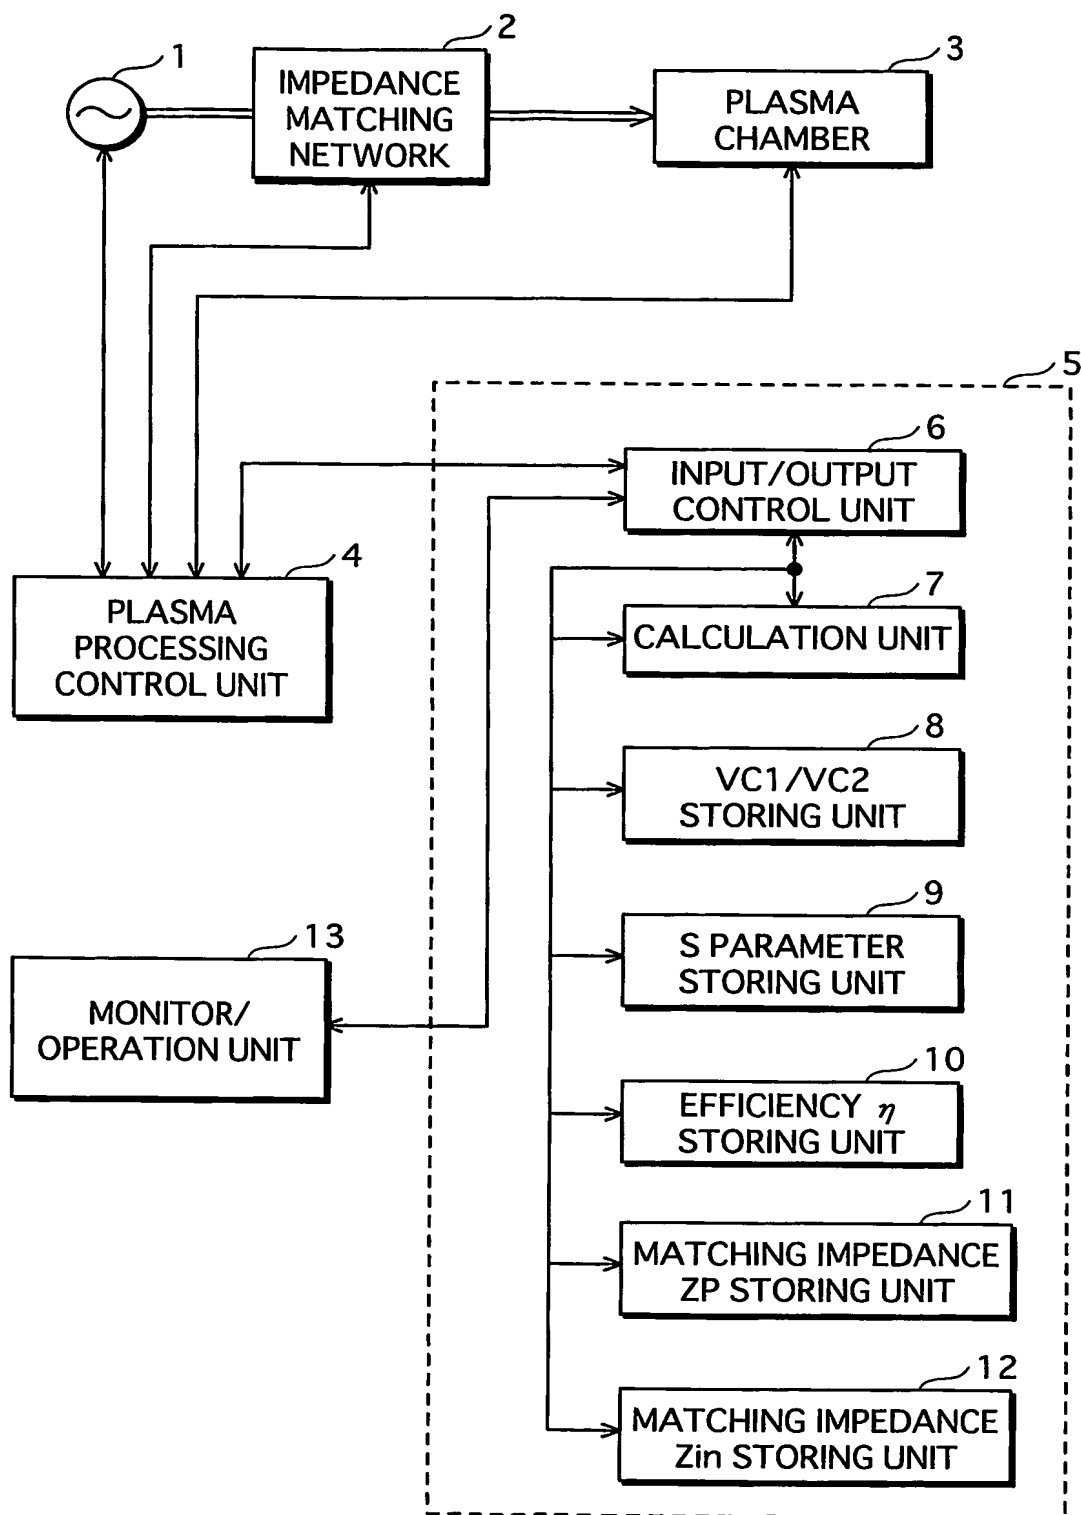 1
2
IMPEDANCE
MATCHING
NETWORK
3
PLASMA
CHAMBER
5
6
INPUT/OUTPUT
CONTROL UNIT
4
PLASMA
PROCESSING
CONTROL UNIT
7
CALCULATION UNIT
8
VC1/VC2
STORING UNIT
9
S PARAMETER
STORING UNIT
13
MONITOR/
OPERATION UNIT
10
EFFICIENCY η
STORING UNIT
11
MATCHING IMPEDANCE
ZP STORING UNIT
12
MATCHING IMPEDANCE
Zin STORING UNIT